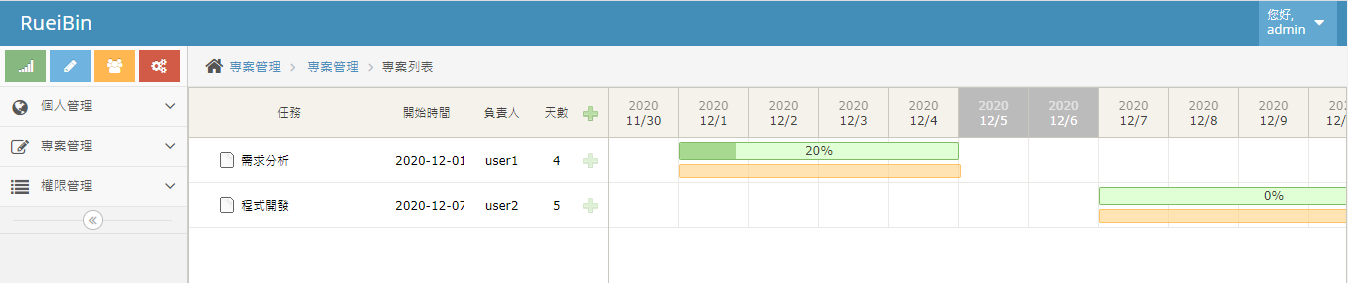 RueiBin
您好,
admin
專案管理 專案管理 專案列表
個人管理
專案管理
權限管理
任務 開始時間 負責人 天數
2020 2020 2020 2020 2020 2020 2020 2020 2020 2020
11/30 12/1 12/2 12/3 12/4 12/5 12/6 12/7 12/8 12/9
需求分析 2020-12-01 user1 4
20%
程式開發 2020-12-07 user2 5
0%